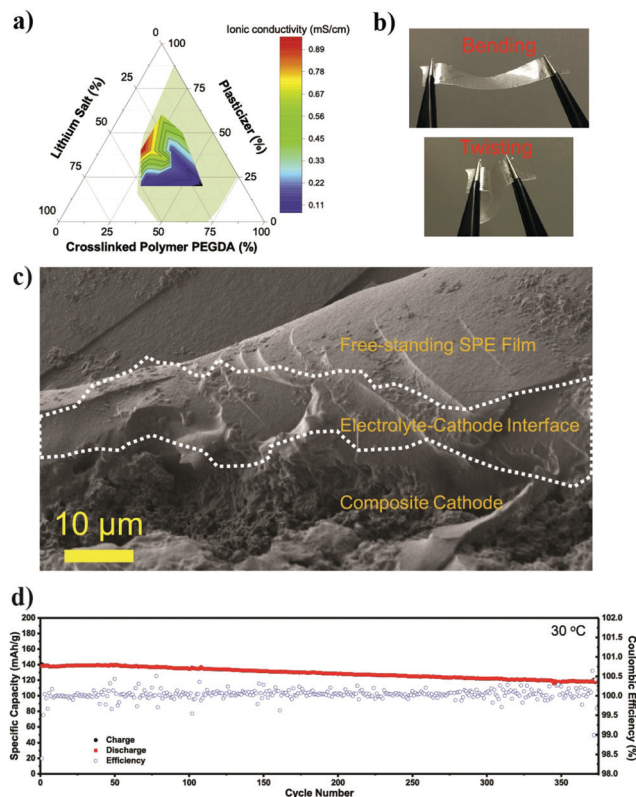 a)
Ionic conductivity (mS/cm)
0
100
0.89
0.78
0.66
0.55
0.44
0.32
0.22
0.11
Lithium Salt (%)
25
50
75
100
Plasticizer (%)
75
50
25
0
0
25
50
75
100
Crosslinked Polymer PEGDA (%)
b)
Bending
Twisting
c)
Free-standing SPE Film
Electrolyte-Cathode Interface
Composite Cathode
10 µm
d)
30 °C
Specific Capacity (mAh/g)
200
180
160
140
120
100
80
60
40
20
0
Coulombic Efficiency (%)
102.0
101.5
101.0
100.5
100.0
99.5
99.0
98.5
98.0
Charge
Discharge
Efficiency
0
50
100
150
200
250
300
350
Cycle Number